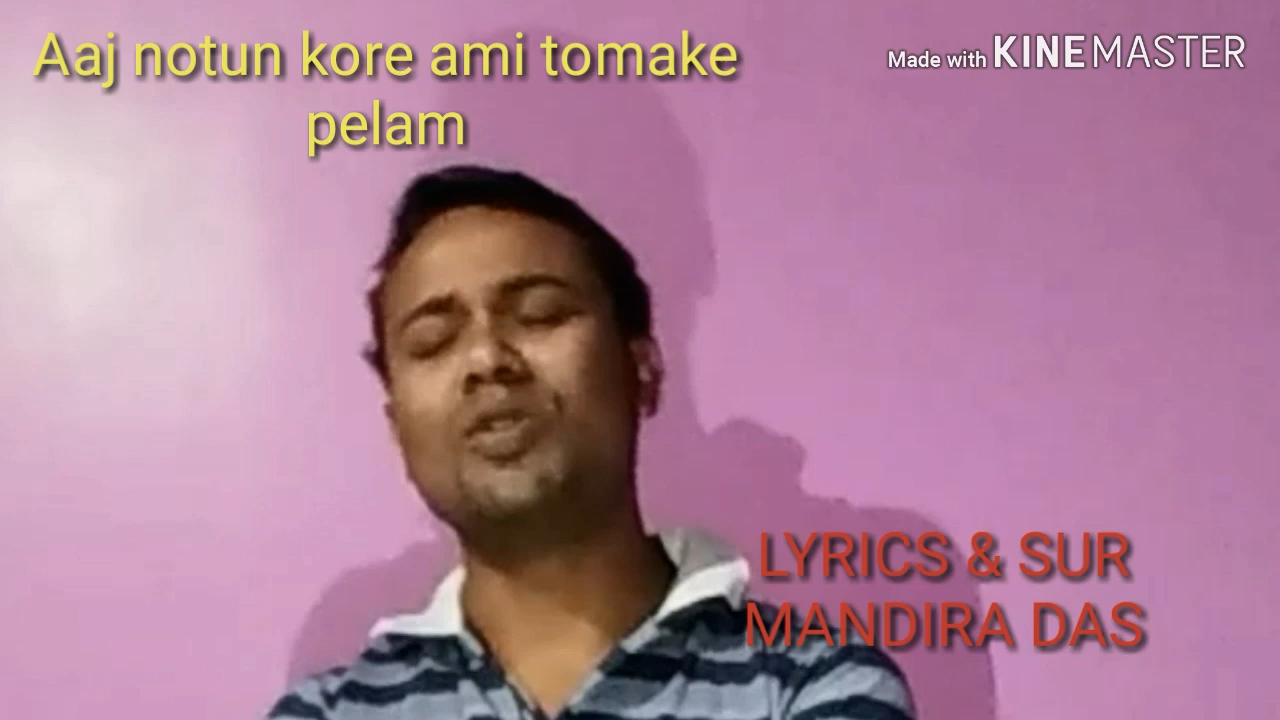 Aaj notun kore ami tomake
pelam
Made with KINEMASTER
LYRICS & SUR
MANDIRA DAS